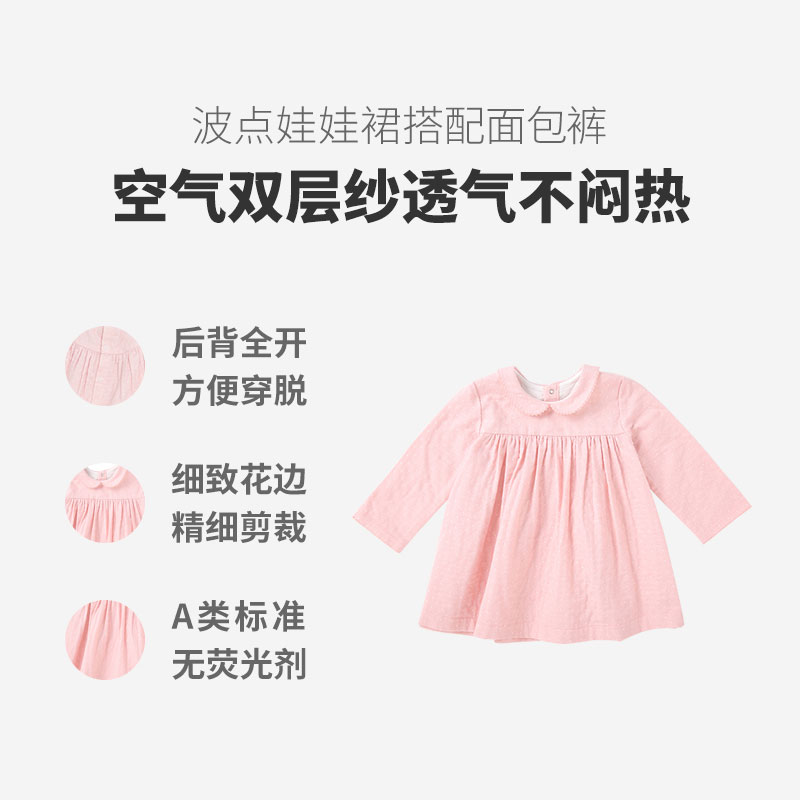 波点娃娃裙搭配面包裤
空气双层纱透气不闷热
后背全开
方便穿脱
细致花边
精细剪裁
A类标准
无荧光剂